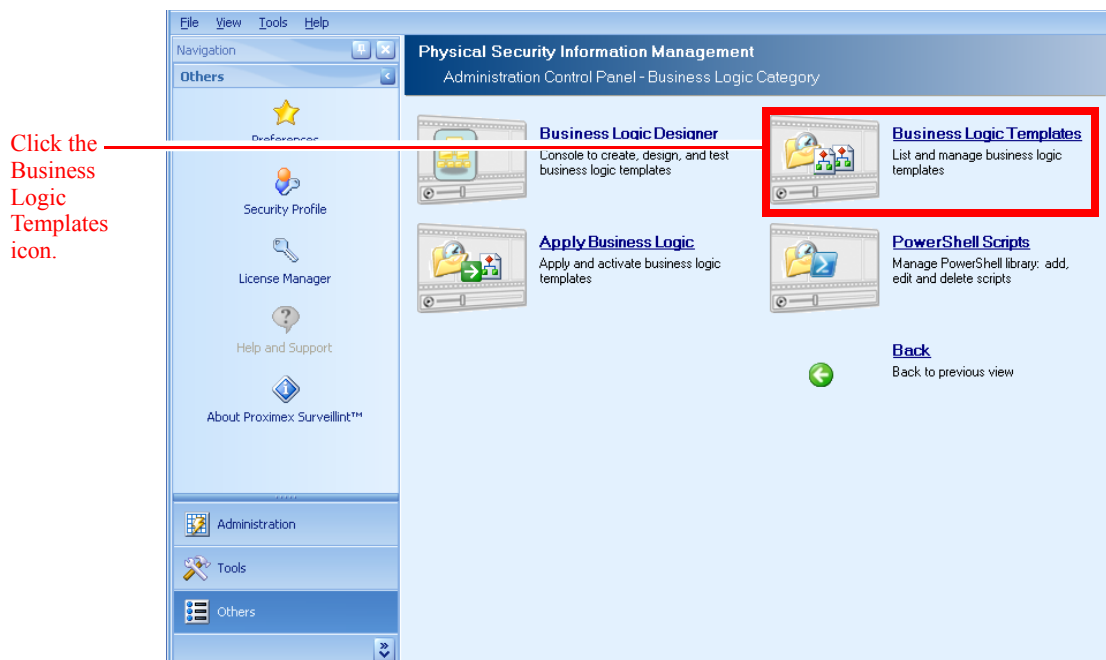 File View Tools Help
Navigation
Others
Preferences
Security Profile
License Manager
Help and Support
About Proximex Surveillint™
Administration
Tools
Others
Click the
Business
Logic
Templates
icon.
Physical Security Information Management
Administration Control Panel - Business Logic Category
Business Logic Designer
Console to create, design, and test
business logic templates
Business Logic Templates
List and manage business logic
templates
Apply Business Logic
Apply and activate business logic
templates
PowerShell Scripts
Manage PowerShell library: add,
edit and delete scripts
Back
Back to previous view